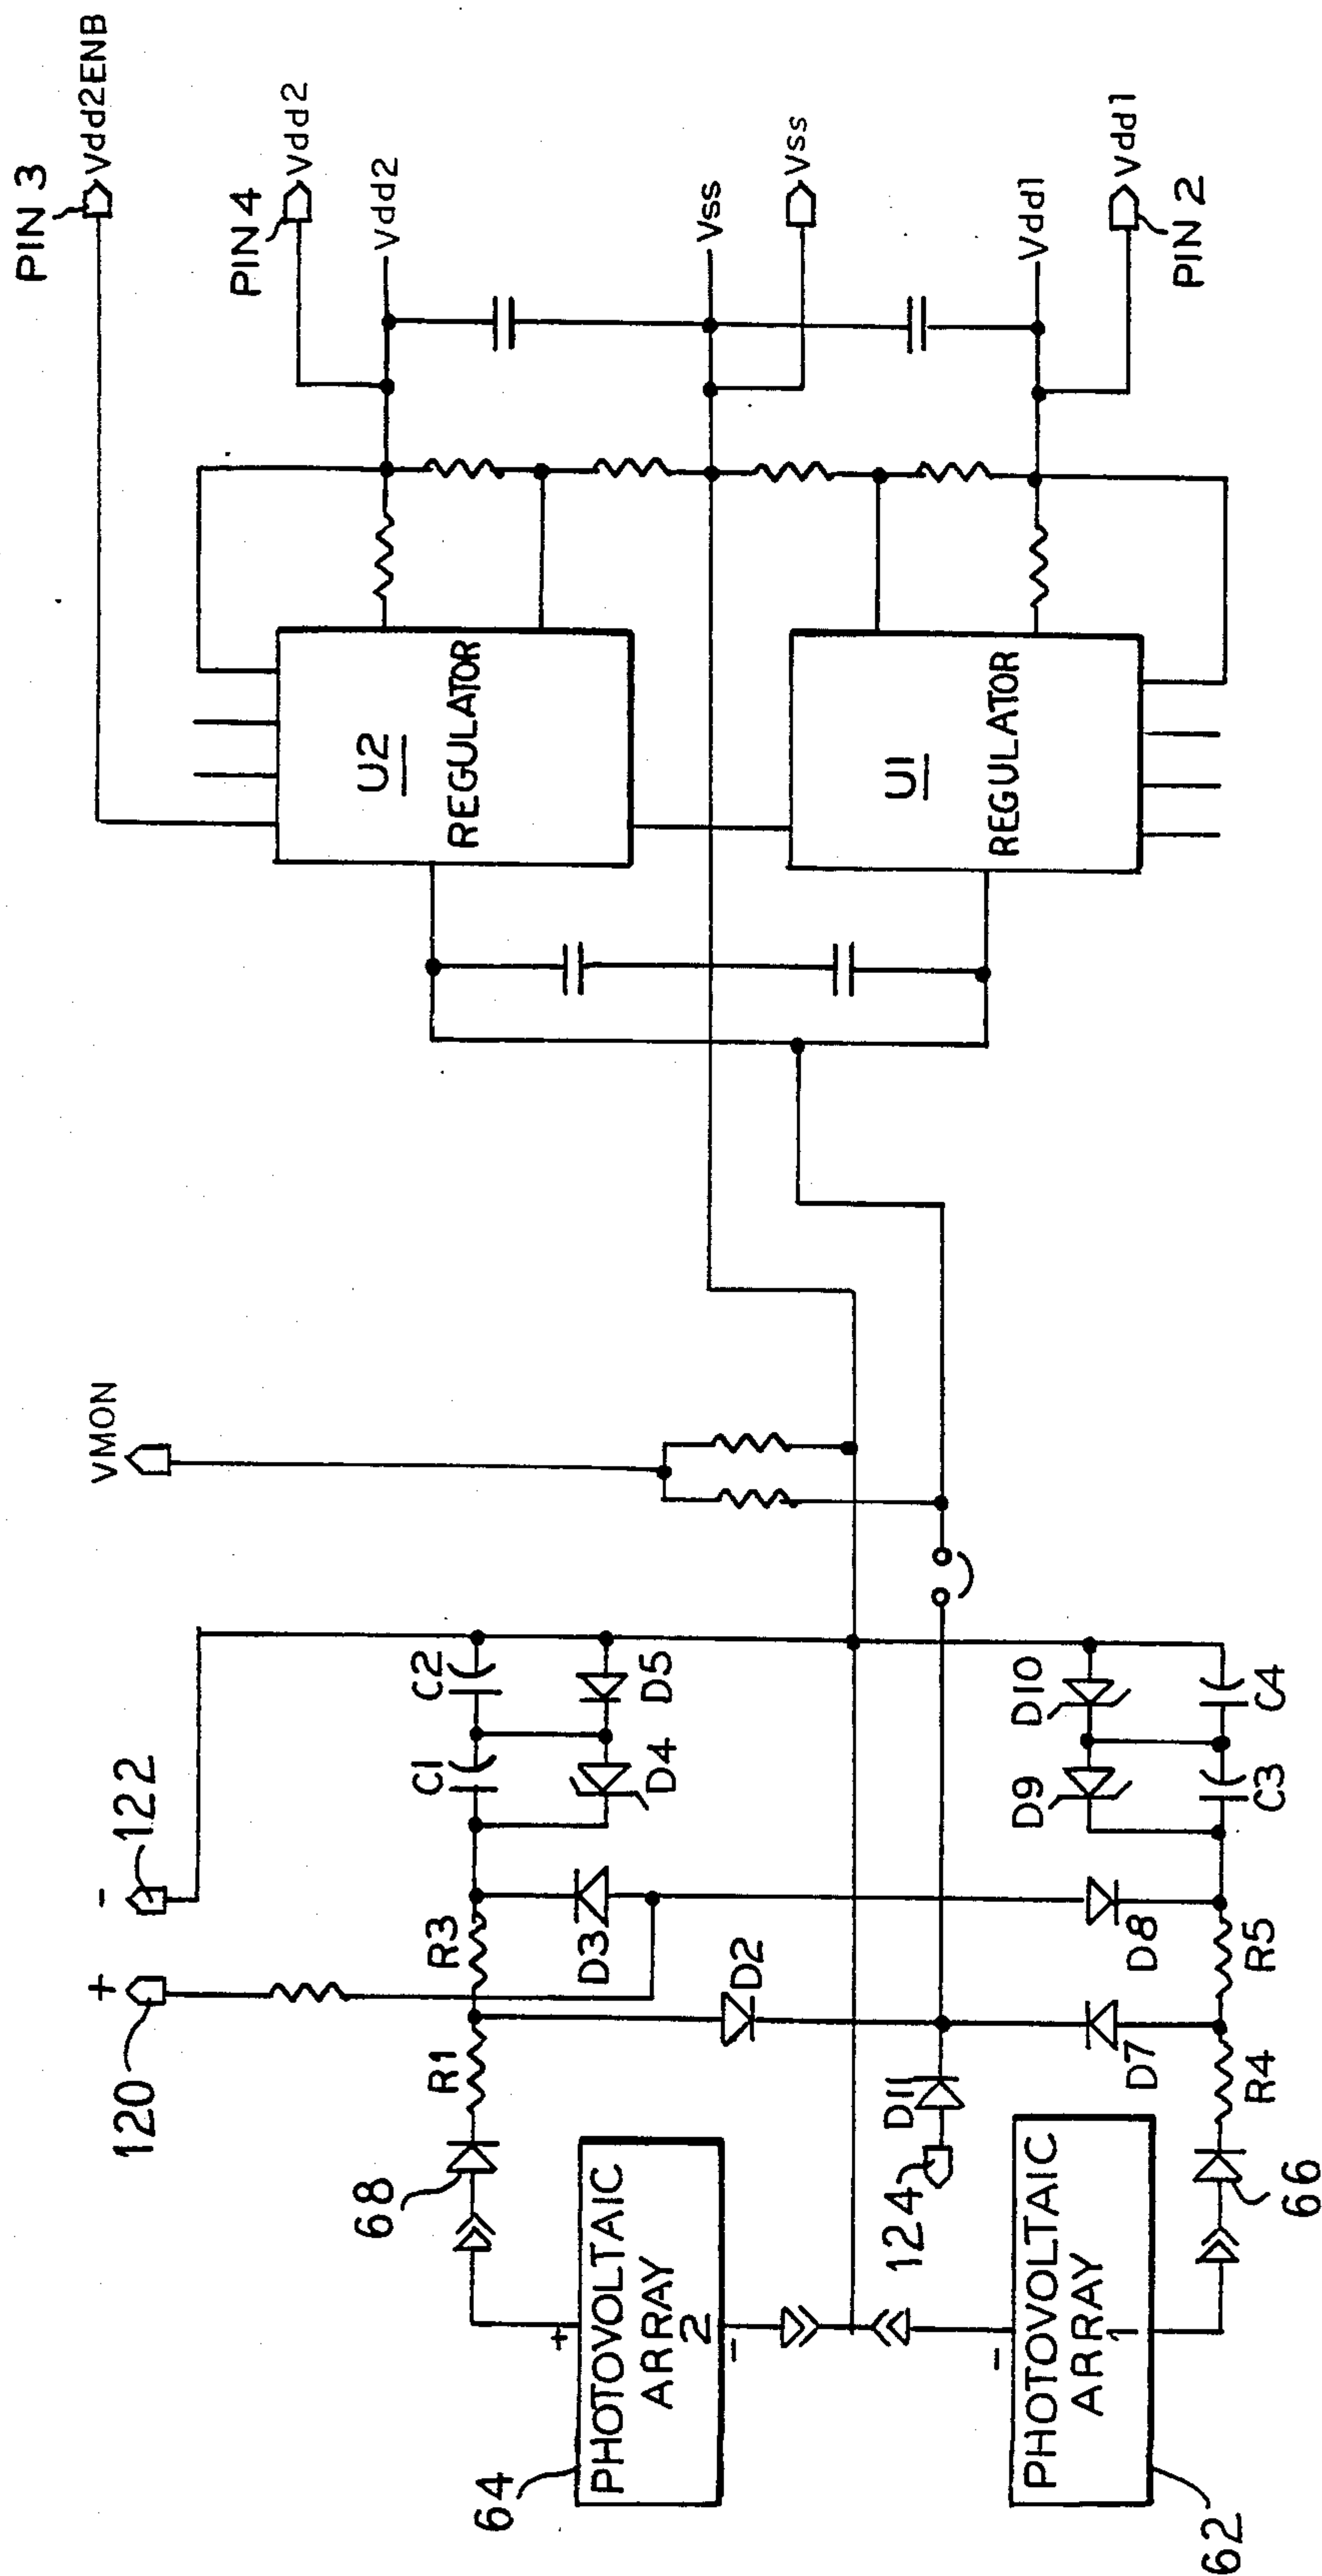 PIN 3
Vdd2ENB
PIN 4
Vdd2
Vdd2
Vss
Vss
Vdd1
Vdd1
PIN 2
U2
REGULATOR
U1
REGULATOR
VMON
- 122
+
120
C2
C1
D5
D4
D10
D9
C4
C3
R3
D3
D2
D8
R5
R1
D11
D7
R4
68
124
66
+
PHOTOVOLTAIC
ARRAY
2
-
64
-
PHOTOVOLTAIC
ARRAY
1
62